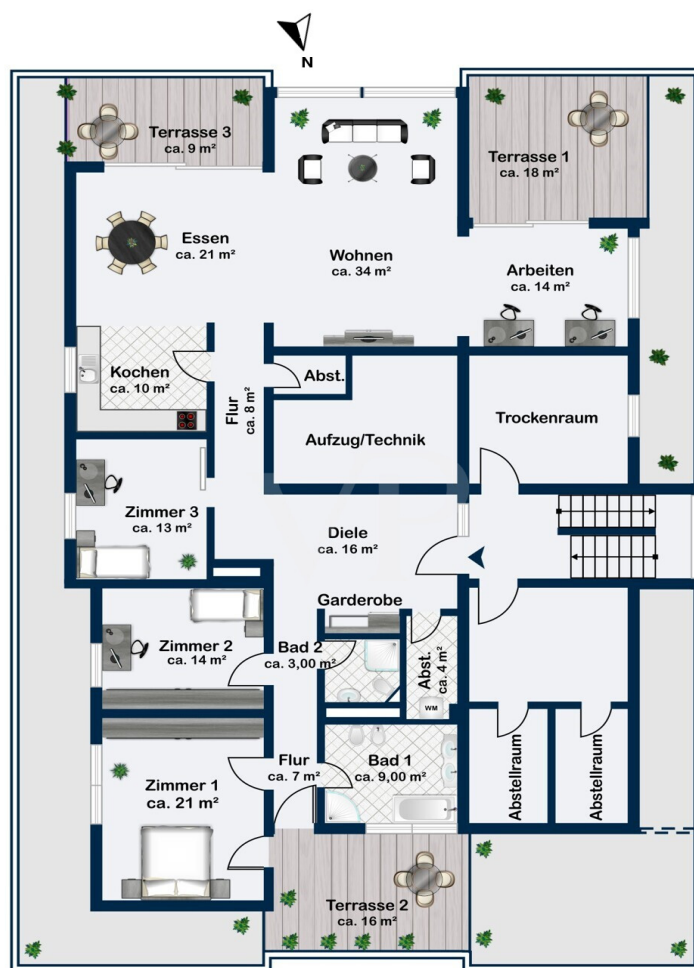 N
Terrasse 3
ca. 9 m²
Terrasse 1
ca. 18 m²
Essen
ca. 21 m²
Wohnen
ca. 34 m²
Arbeiten
ca. 14 m²
Kochen
ca. 10 m²
Flur
ca. 8 m²
Abst.
Aufzug/Technik
Trockenraum
Zimmer 3
ca. 13 m²
Diele
ca. 16 m²
Garderobe
Zimmer 2
ca. 14 m²
Bad 2
ca. 3,00 m²
Abst.
ca. 4 m²
WM
Zimmer 1
ca. 21 m²
Flur
ca. 7 m²
Bad 1
ca. 9,00 m²
Abstellraum
Abstellraum
Terrasse 2
ca. 16 m²